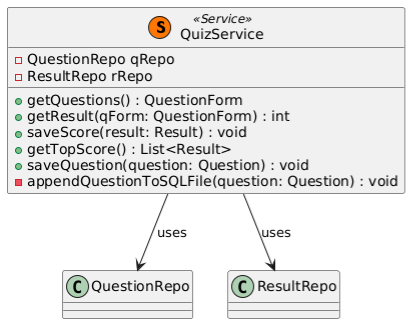 S
«Service»
QuizService
QuestionRepo qRepo
ResultRepo rRepo
getQuestions() : QuestionForm
getResult(qForm: QuestionForm) : int
saveScore(result: Result) : void
getTopScore() : List<Result>
saveQuestion(question: Question) : void
appendQuestionToSQLFile(question: Question) : void
uses
uses
C QuestionRepo
C ResultRepo